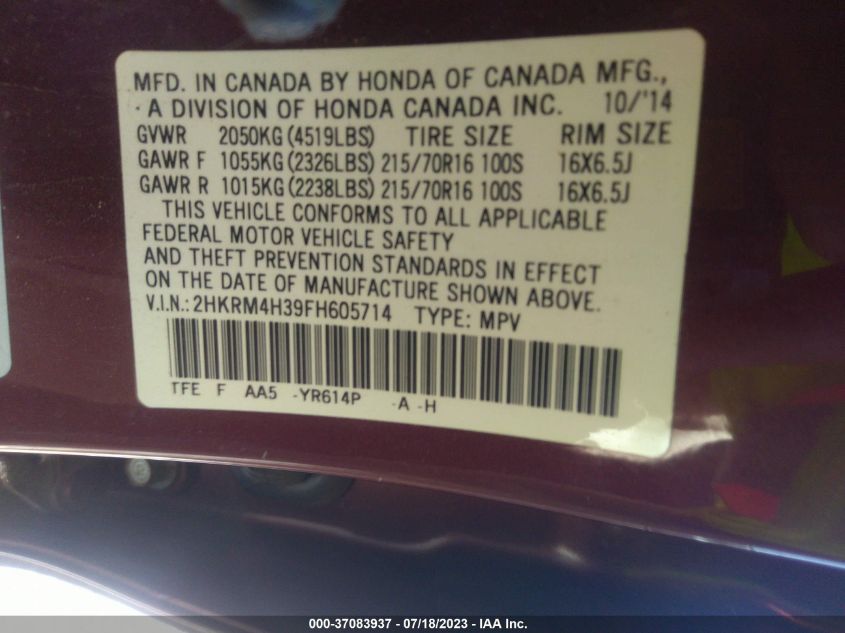 MFD. IN CANADA BY HONDA OF CANADA MFG.,
A DIVISION OF HONDA CANADA INC. 10/'14
GVWR 2050KG(4519LBS) TIRE SIZE RIM SIZE
GAWR F 1055KG(2326LBS) 215/70R16 100S 16X6.5J
GAWR R 1015KG(2238LBS) 215/70R16 100S 16X6.5J
THIS VEHICLE CONFORMS TO ALL APPLICABLE
FEDERAL MOTOR VEHICLE SAFETY
AND THEFT PREVENTION STANDARDS IN EFFECT
ON THE DATE OF MANUFACTURE SHOWN ABOVE.
V.I.N.: 2HKRM4H39FH605714 TYPE: MPV
TFE F AA5 -YR614P -A -H
000-37083937 - 07/18/2023 - IAA Inc.